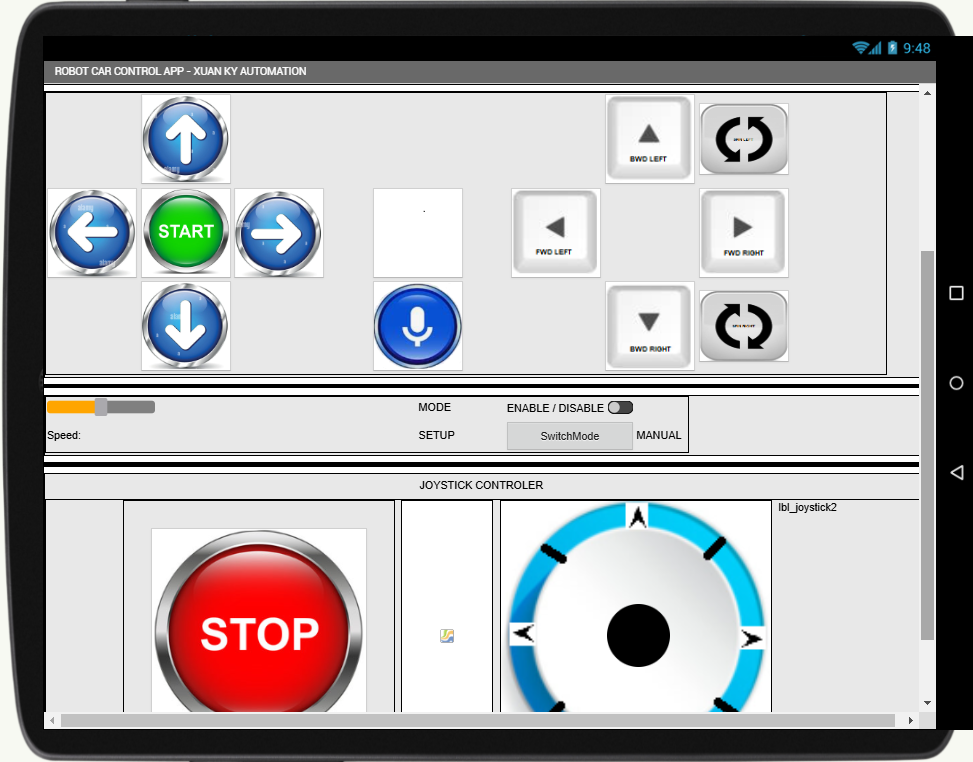 9:48
ROBOT CAR CONTROL APP - XUAN KY AUTOMATION
BWD LEFT
START
FWD LEFT
FWD RIGHT
BWD RIGHT
MODE
ENABLE / DISABLE
Speed:
SETUP
SwitchMode
MANUAL
JOYSTICK CONTROLER
lbl_joystick2
STOP